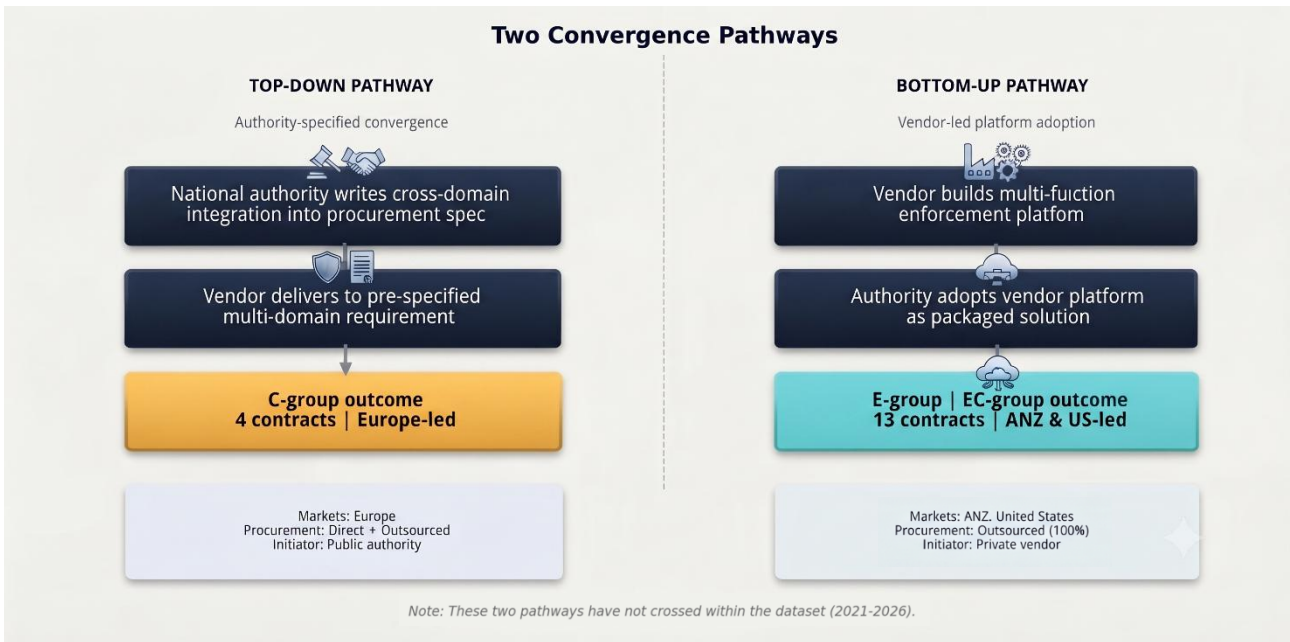 Two Convergence Pathways
TOP-DOWN PATHWAY
Authority-specified convergence
National authority writes cross-domain
integration into procurement spec
Vendor delivers to pre-specified
multi-domain requirement
C-group outcome
4 contracts | Europe-led
Markets: Europe
Procurement: Direct + Outsourced
Initiator: Public authority
BOTTOM-UP PATHWAY
Vendor-led platform adoption
Vendor builds multi-fuıction
enforcement platfom
Authority adopts vendor platform
as packaged solution
E-group | EC-group outcome
13 contracts | ANZ & US-led
Markets: ANZ. United States
Procurement: Outsourced (100%)
Initiator: Private vendor
Note: These two pathways have not crossed within the dataset (2021-2026).